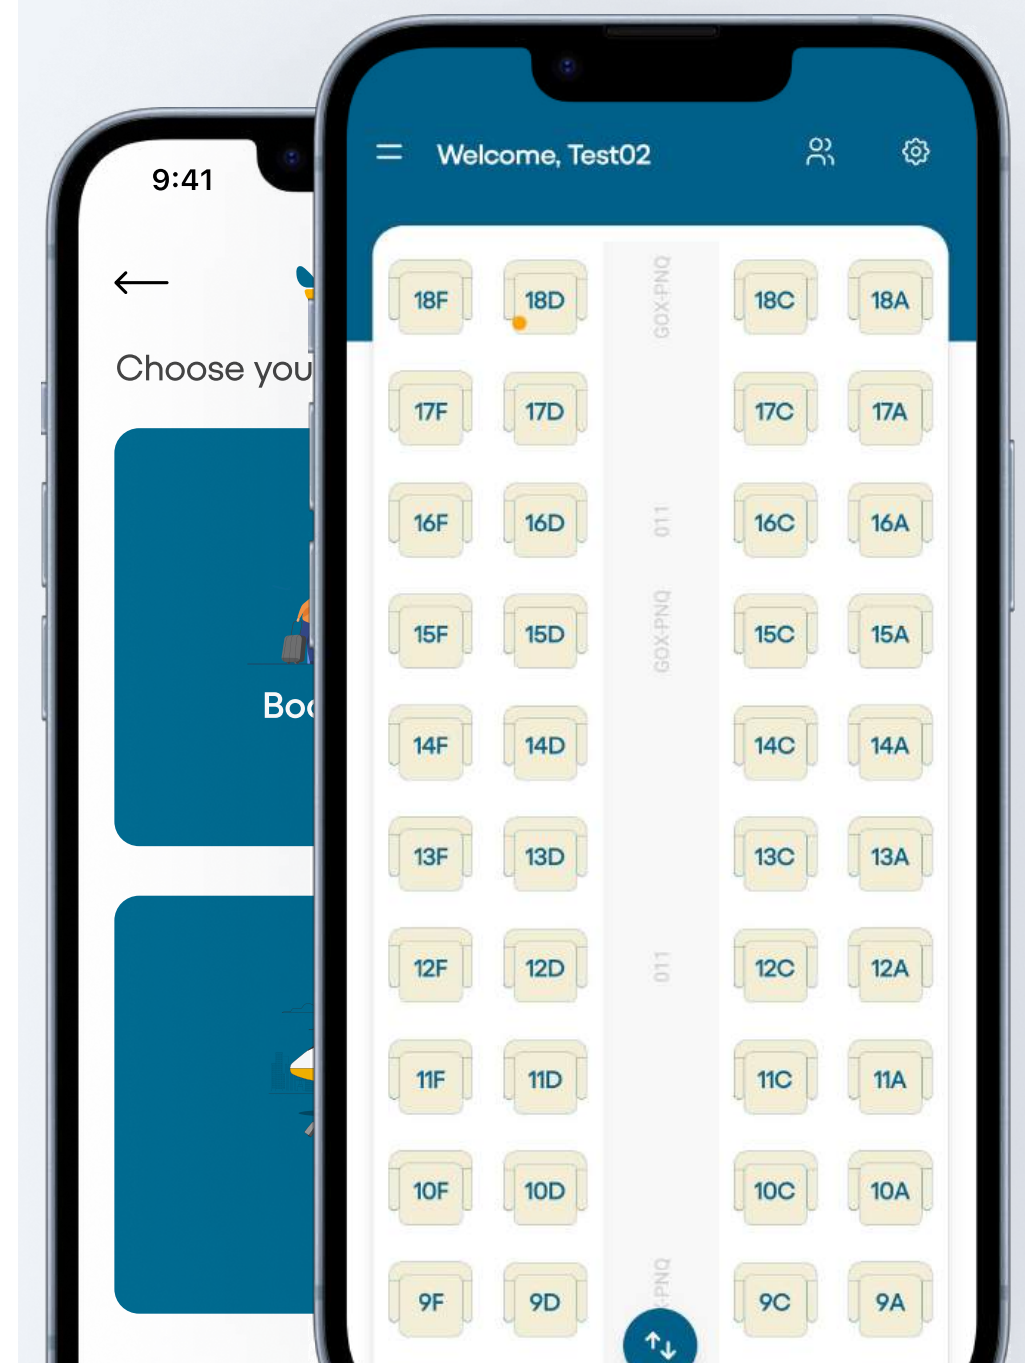 9:41
Choose you
Boo
Welcome, Test02
18F 18D GOX-PNQ 18C 18A
17F 17D 17C 17A
16F 16D 011 16C 16A
15F 15D GOX-PNQ 15C 15A
14F 14D 14C 14A
13F 13D 13C 13A
12F 12D 011 12C 12A
11F 11D 11C 11A
10F 10D 10C 10A
9F 9D X-PNQ 9C 9A